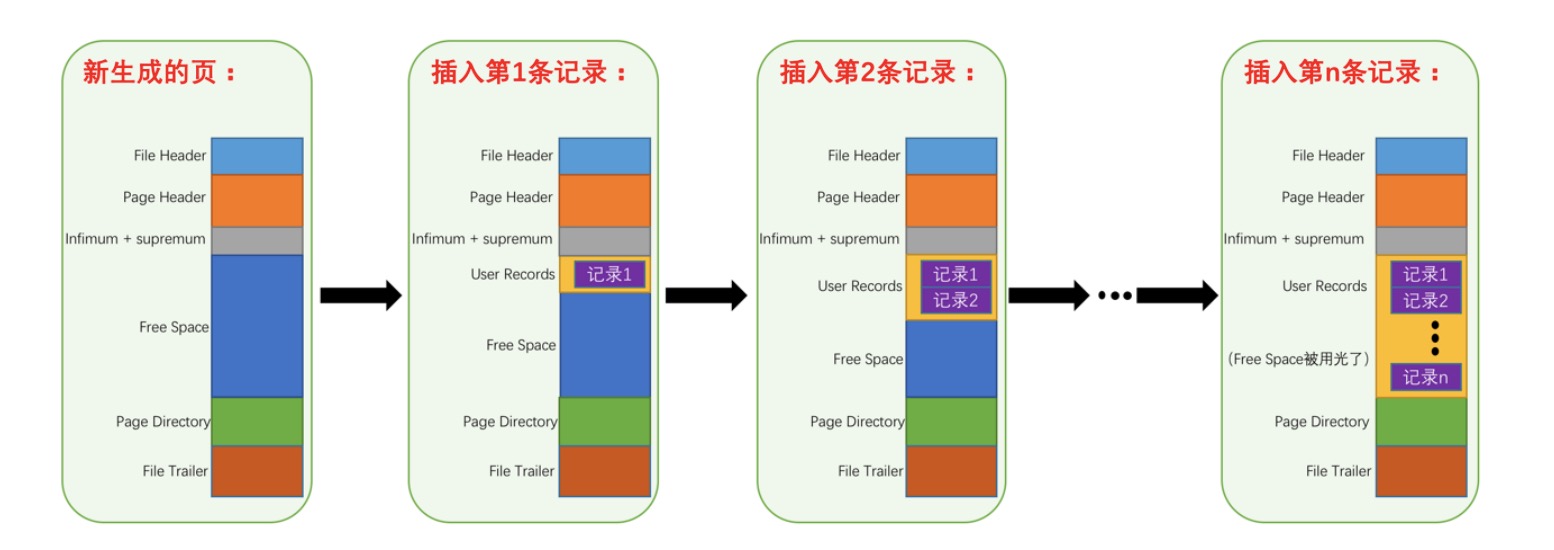 新生成的页：
File Header
Page Header
Infimum + supremum
Free Space
Page Directory
File Trailer
插入第1条记录：
File Header
Page Header
Infimum + supremum
User Records
记录1
Free Space
Page Directory
File Trailer
插入第2条记录：
File Header
Page Header
Infimum + supremum
User Records
记录1
记录2
Free Space
Page Directory
File Trailer
插入第n条记录：
File Header
Page Header
Infimum + supremum
User Records
记录1
记录2
（Free Space被用光了）
记录n
Page Directory
File Trailer